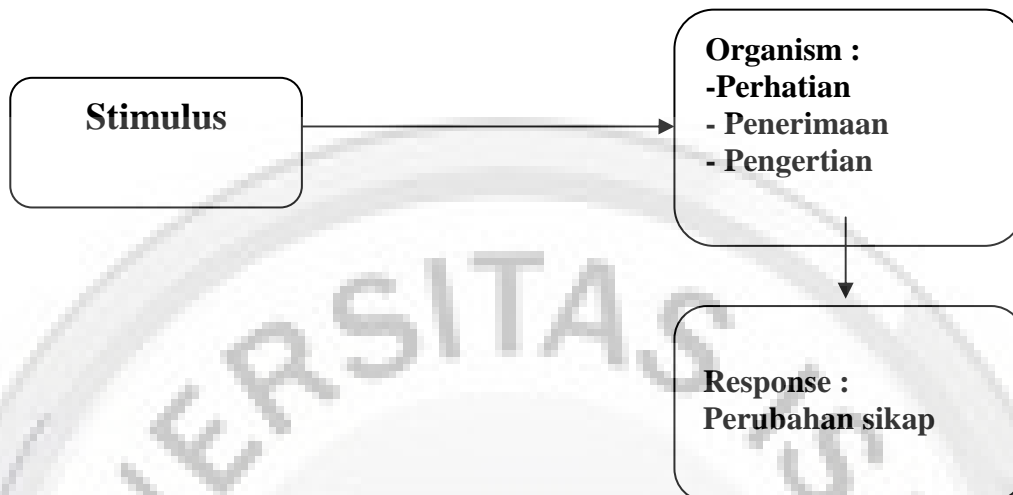 Stimulus
Organism :
-Perhatian
- Penerimaan
- Pengertian
Response :
Perubahan sikap
ERSITAS